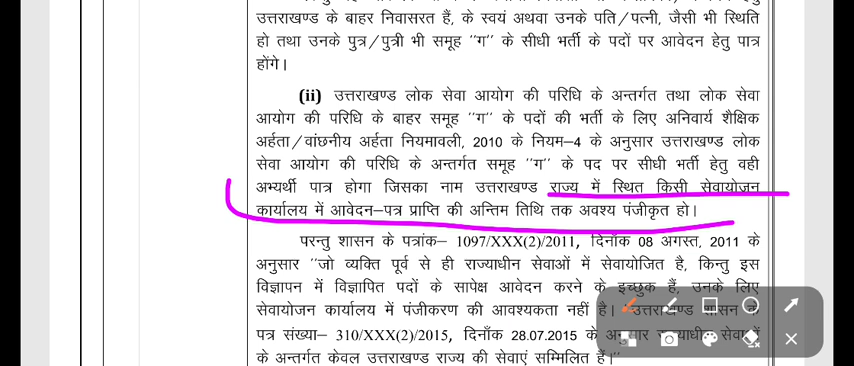 उत्तराखण्ड के बाहर निवासरत हैं, के स्वयं अथवा उनके पति/पत्नी, जैसी भी स्थिति
हो तथा उनके पुत्र/पुत्री भी समूह "ग" के सीधी भर्ती के पदों पर आवेदन हेतु पात्र
होंगे।
(ii) उत्तराखण्ड लोक सेवा आयोग की परिधि के अन्तर्गत तथा लोक सेवा
आयोग की परिधि के बाहर समूह "ग" के पदों की भर्ती के लिए अनिवार्य शैक्षिक
अर्हता/वांछनीय अर्हता नियमावली, 2010 के नियम–4 के अनुसार उत्तराखण्ड लोक
सेवा आयोग की परिधि के अन्तर्गत समूह "ग" के पद पर सीधी भर्ती हेतु वही
अभ्यर्थी पात्र होगा जिसका नाम उत्तराखण्ड राज्य में स्थित किसी सेवायोजन
कार्यालय में आवेदन–पत्र प्राप्ति की अन्तिम तिथि तक अवश्य पंजीकृत हो।
परन्तु शासन के पत्रांक– 1097/XXX(2)/2011, दिनाँक 08 अगस्त, 2011 के
अनुसार "जो व्यक्ति पूर्व से ही राज्याधीन सेवाओं में सेवायोजित है, किन्तु इस
विज्ञापन में विज्ञापित पदों के सापेक्ष आवेदन करने के इच्छुक हैं, उनके लिए
सेवायोजन कार्यालय में पंजीकरण की आवश्यकता नहीं है। उत्तराखण्ड शासन के
पत्र संख्या– 310/XXX(2)/2015, दिनाँक 28.07.2015 के अनुसार राज्याधीन सेवाओं
के अन्तर्गत केवल उत्तराखण्ड राज्य की सेवाएं सम्मिलित हैं।"